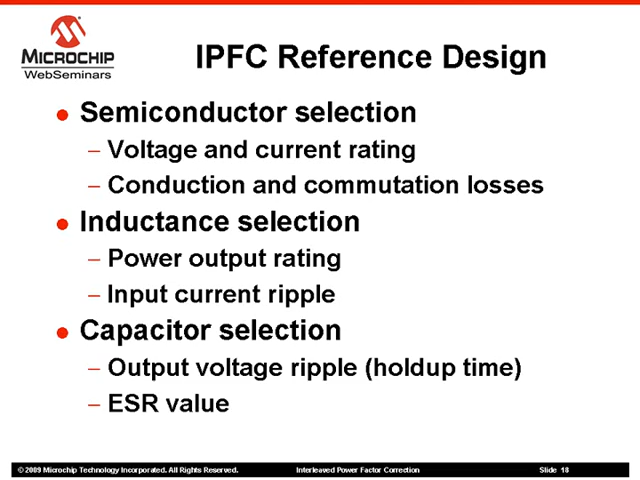 MICROCHIP
WebSeminars
IPFC Reference Design
• Semiconductor selection
– Voltage and current rating
– Conduction and commutation losses
• Inductance selection
– Power output rating
– Input current ripple
• Capacitor selection
– Output voltage ripple (holdup time)
– ESR value
© 2009 Microchip Technology Incorporated. All Rights Reserved. Interleaved Power Factor Correction Slide 18